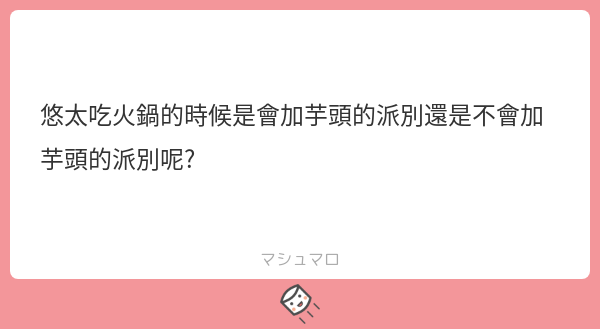 悠太吃火鍋的時候是會加芋頭的派別還是不會加
芋頭的派別呢?
マシュマロ